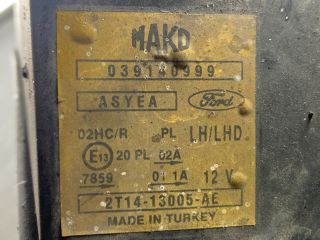 MAKO
039140999
ASYEA Ford
02HC/R PL LH/LHD
E13 20 PL 02A
7859 01 1A 12 V
2T14-13005-AE
MADE IN TURKEY